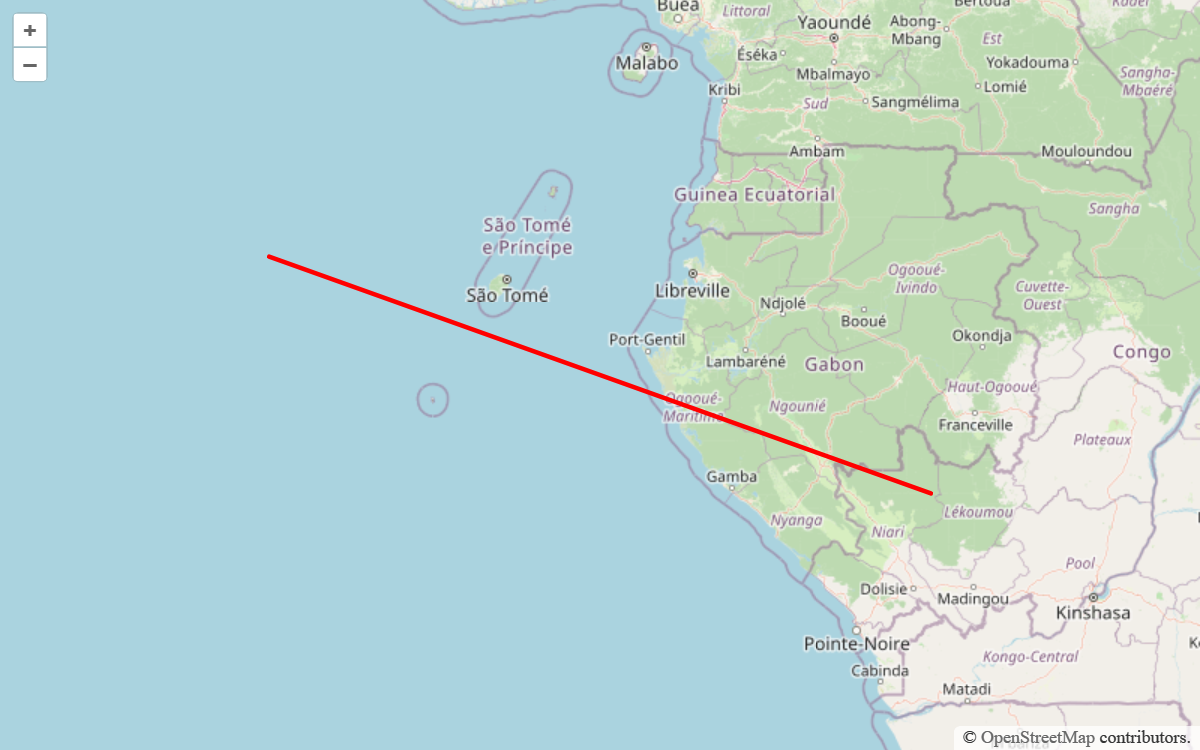 +
−
Buea
Littoral
Yaoundé
Abong-
Mbang
Bertoua
Kadei
Malabo
Éséka
Est
Mbalmayo
Yokadouma
Lomié
Sangha-
Mbaéré
Kribi
Sud
Sangmélima
Ambam
Mouloundou
Guinea Ecuatorial
Sangha
São Tomé
e Príncipe
São Tomé
Libreville
Ogooué-
Ivindo
Cuvette-
Ouest
Ndjolé
Booué
Port-Gentil
Okondja
Lambaréné
Gabon
Congo
Haut-Ogooué
Ogooué-
Maritime
Ngounié
Franceville
Plateaux
Gamba
Nyanga
Lékoumou
Niari
Pool
Dolisie
Madingou
Kinshasa
Pointe-Noire
Kongo-Central
Cabinda
Matadi
© OpenStreetMap contributors.